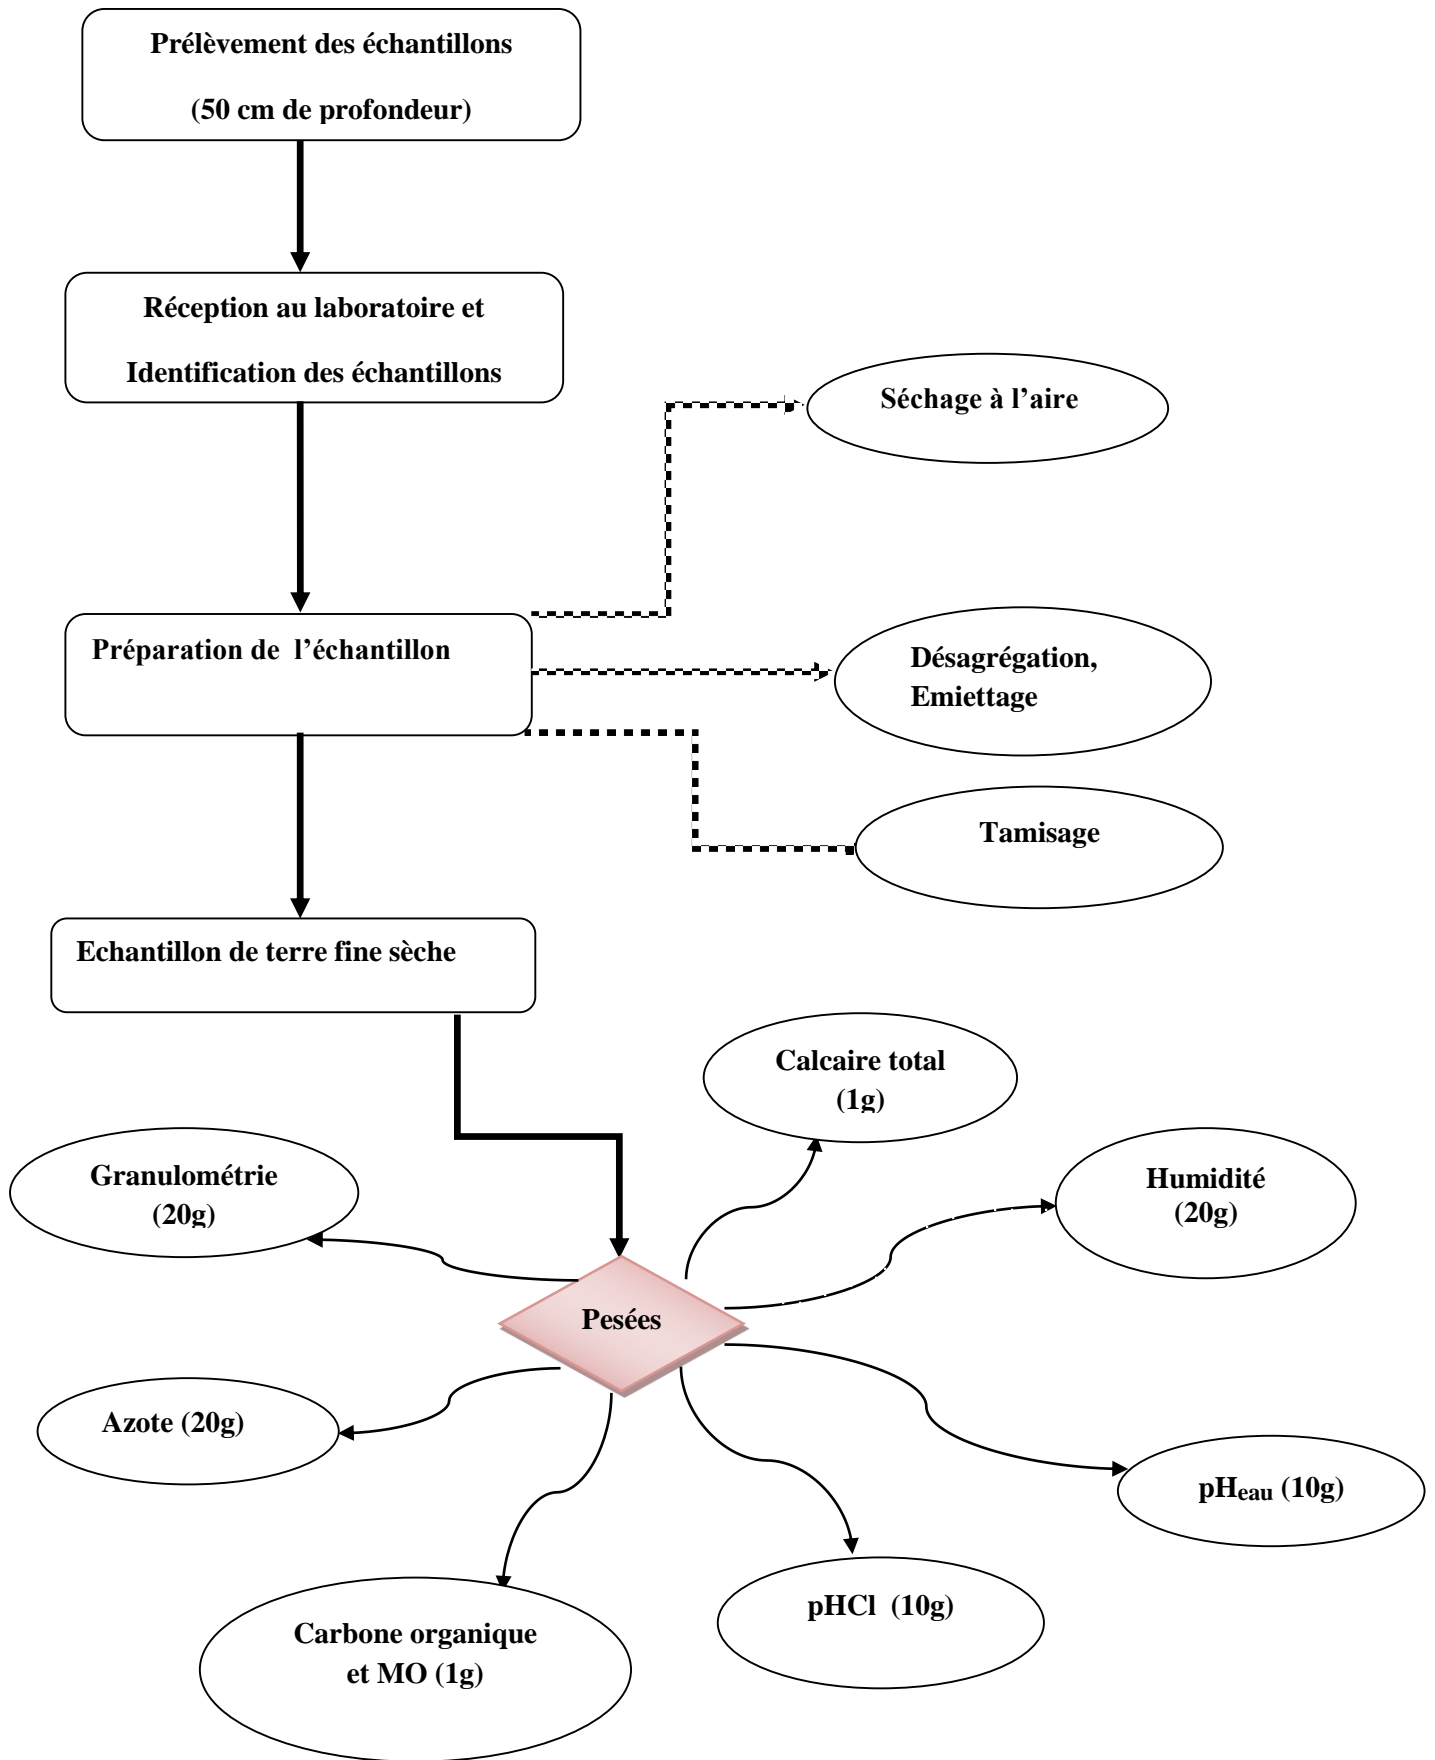 Prélèvement des échantillons
(50 cm de profondeur)
Réception au laboratoire et
Identification des échantillons
Séchage à l’aire
Préparation de l’échantillon
Désagrégation,
Emiettage
Tamisage
Echantillon de terre fine sèche
Calcaire total
(1g)
Granulométrie
(20g)
Humidité
(20g)
Pesées
Azote (20g)
pHeau (10g)
pHCl (10g)
Carbone organique
et MO (1g)